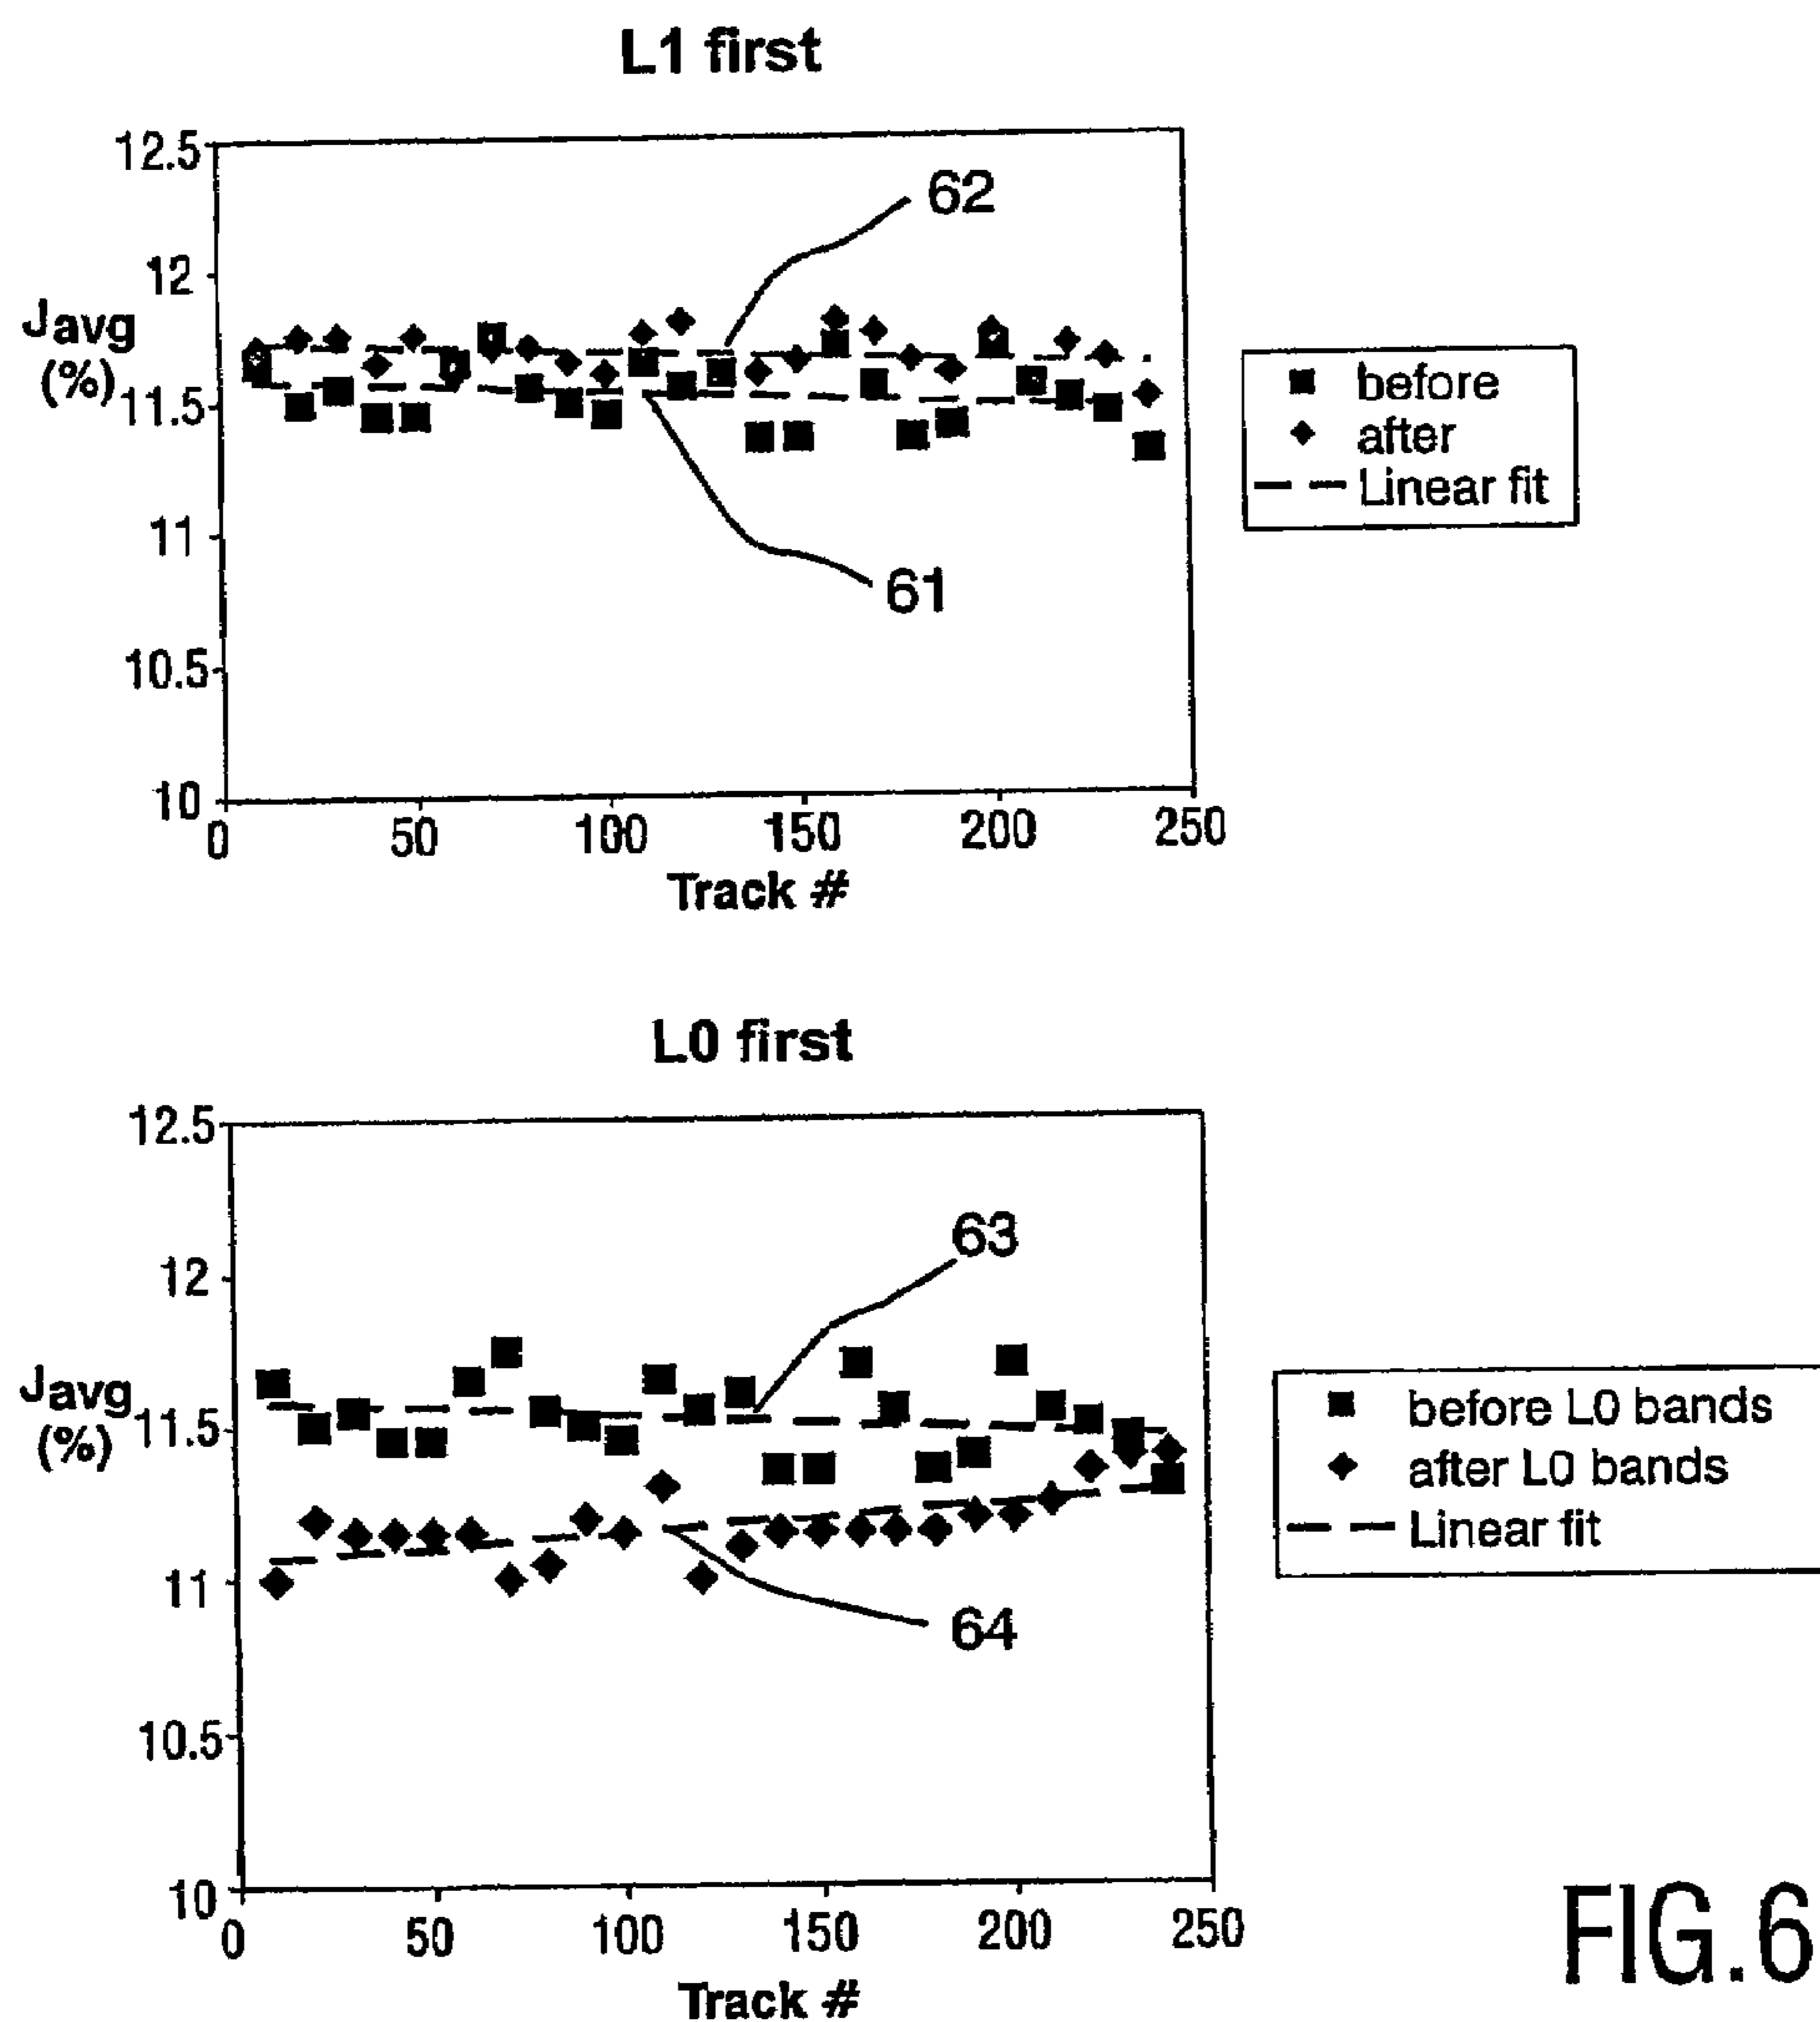 L1 first
12.5
62
12
Javg
(%)
11.5
before
after
Linear fit
11
61
10.5
10
0 50 100 150 200 250
Track #
L0 first
12.5
63
12
Javg
(%)
11.5
before L0 bands
after L0 bands
Linear fit
11
64
10.5
10
0 50 100 150 200 250
Track #
FIG.6